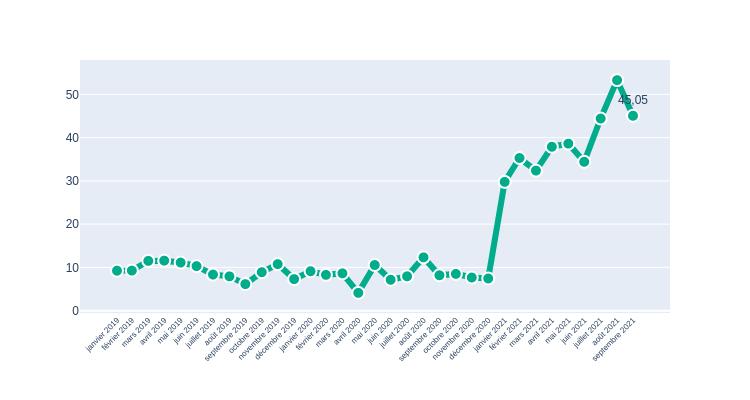 50
45,05
40
30
20
10
0
janvier 2019
février 2019
mars 2019
avril 2019
mai 2019
juin 2019
juillet 2019
août 2019
septembre 2019
octobre 2019
novembre 2019
décembre 2019
janvier 2020
février 2020
mars 2020
avril 2020
mai 2020
juin 2020
juillet 2020
août 2020
septembre 2020
octobre 2020
novembre 2020
décembre 2020
janvier 2021
février 2021
mars 2021
avril 2021
mai 2021
juin 2021
juillet 2021
août 2021
septembre 2021